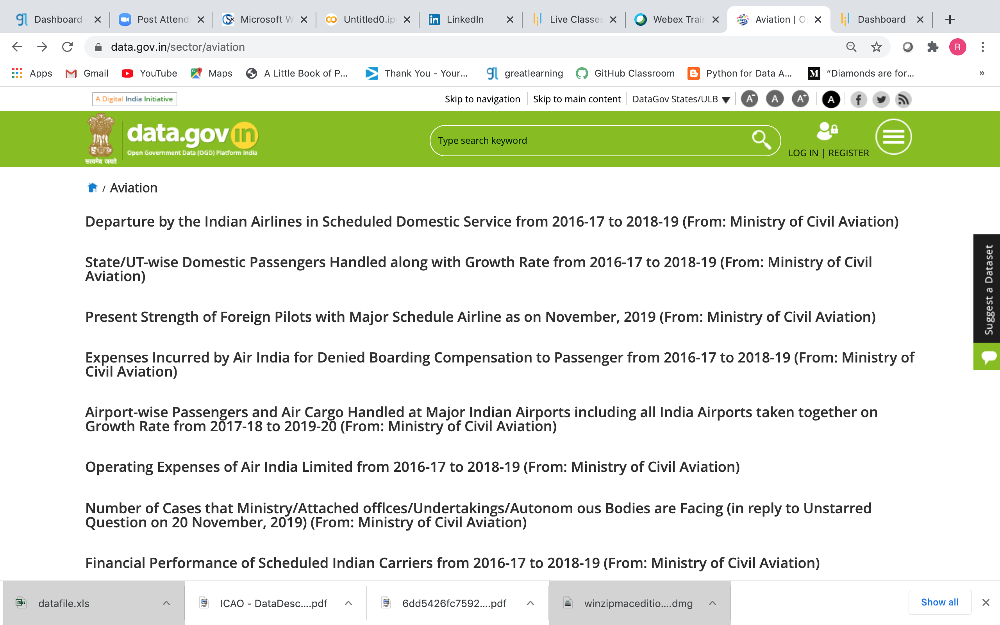 Dashboard
Post Attend
Microsoft W
Untitled0.ip
LinkedIn
Live Classes
Webex Train
Aviation | O
Dashboard
data.gov.in/sector/aviation
R
Apps
Gmail
YouTube
Maps
A Little Book of P...
Thank You - Your...
greatlearning
GitHub Classroom
Python for Data A...
“Diamonds are for...
»
A Digital India Initiative
Skip to navigation
Skip to main content
DataGov States/ULB
A-
A
A+
A
data.gov in
Open Government Data (OGD) Platform India
सत्यमेव जयते
Type search keyword
LOG IN | REGISTER
/ Aviation
Departure by the Indian Airlines in Scheduled Domestic Service from 2016-17 to 2018-19 (From: Ministry of Civil Aviation)
State/UT-wise Domestic Passengers Handled along with Growth Rate from 2016-17 to 2018-19 (From: Ministry of Civil
Aviation)
Present Strength of Foreign Pilots with Major Schedule Airline as on November, 2019 (From: Ministry of Civil Aviation)
Expenses Incurred by Air India for Denied Boarding Compensation to Passenger from 2016-17 to 2018-19 (From: Ministry of
Civil Aviation)
Airport-wise Passengers and Air Cargo Handled at Major Indian Airports including all India Airports taken together on
Growth Rate from 2017-18 to 2019-20 (From: Ministry of Civil Aviation)
Operating Expenses of Air India Limited from 2016-17 to 2018-19 (From: Ministry of Civil Aviation)
Number of Cases that Ministry/Attached offlces/Undertakings/Autonom ous Bodies are Facing (in reply to Unstarred
Question on 20 November, 2019) (From: Ministry of Civil Aviation)
Financial Performance of Scheduled Indian Carriers from 2016-17 to 2018-19 (From: Ministry of Civil Aviation)
Suggest a Dataset
datafile.xls
ICAO - DataDesc....pdf
6dd5426fc7592....pdf
winzipmaceditio....dmg
Show all